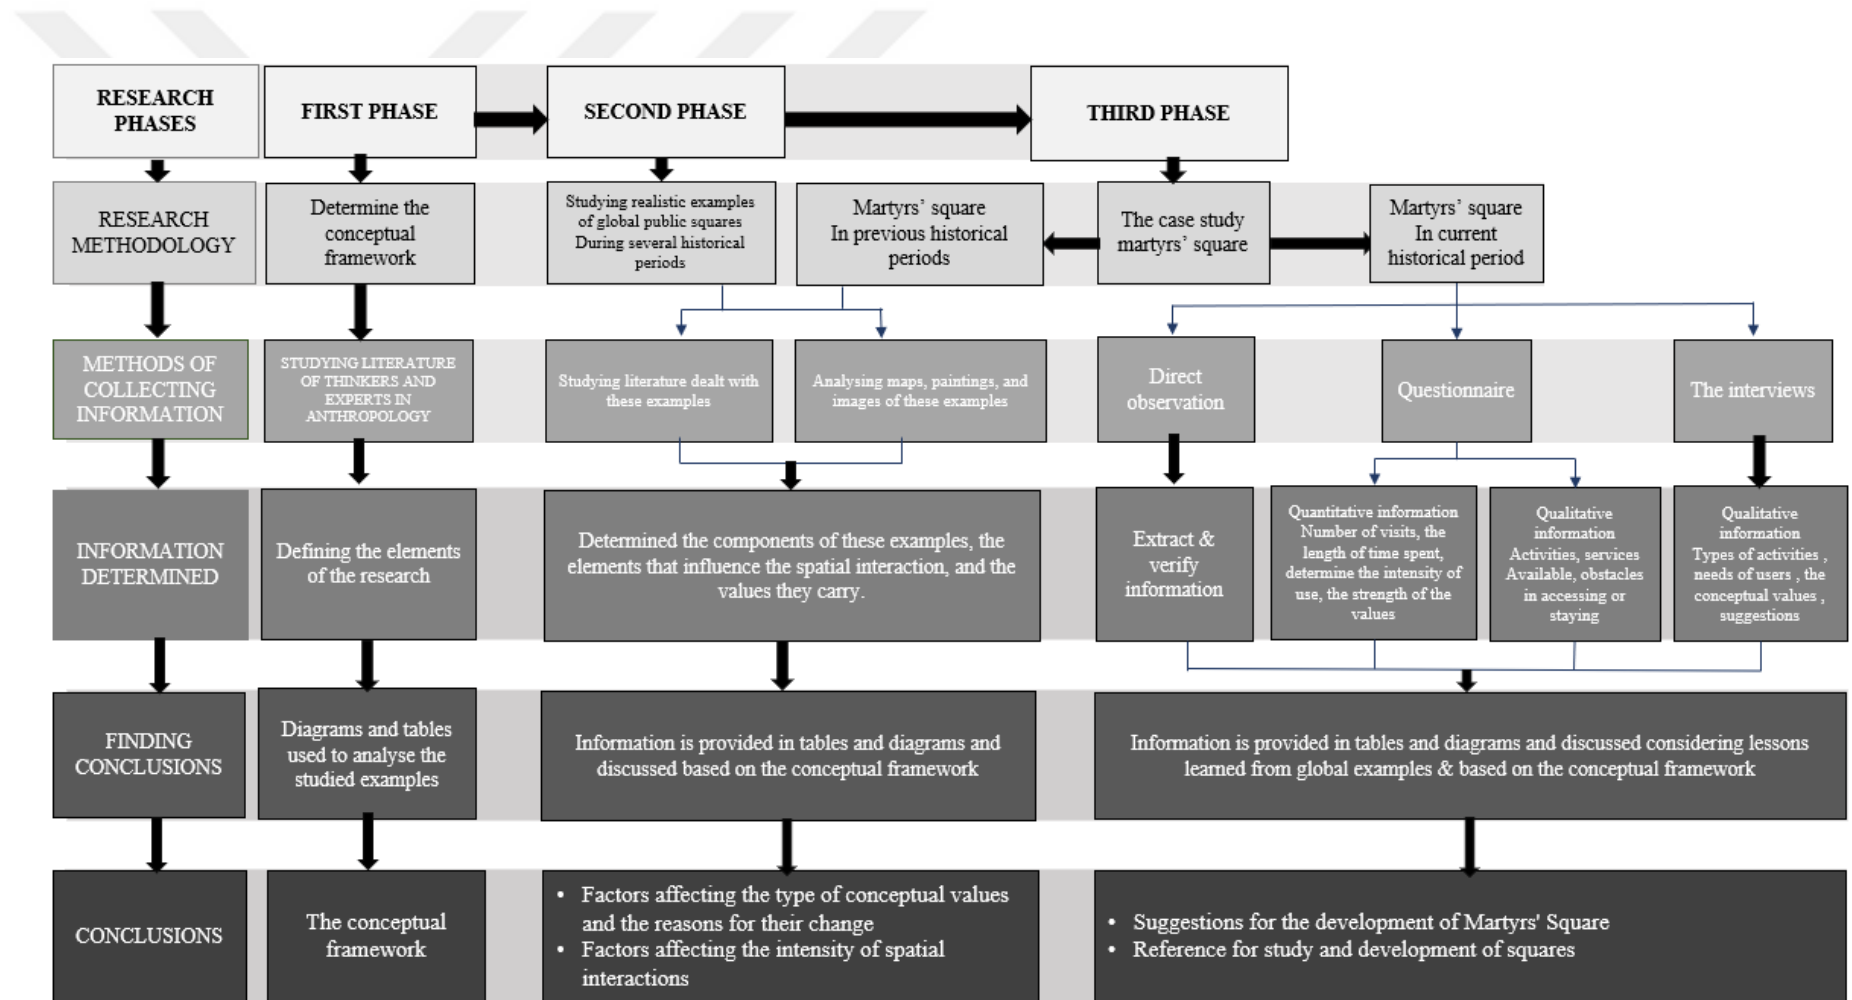 RESEARCH
PHASES
FIRST PHASE
SECOND PHASE
THIRD PHASE
RESEARCH
METHODOLOGY
Determine the
conceptual
framework
Studying realistic examples
of global public squares
During several historical
periods
Martyrs’ square
In previous historical
periods
The case study
martyrs’ square
Martyrs’ square
In current
historical period
METHODS OF
COLLECTING
INFORMATION
STUDYING LITERATURE
OF THINKERS AND
EXPERTS IN
ANTHROPOLOGY
Studying literature dealt with
these examples
Analysing maps, paintings, and
images of these examples
Direct
observation
Questionnaire
The interviews
INFORMATION
DETERMINED
Defining the elements
of the research
Determined the components of these examples, the
elements that influence the spatial interaction, and the
values they carry.
Extract &
verify
information
Quantitative information
Number of visits, the
length of time spent,
determine the intensity of
use, the strength of the
values
Qualitative
information
Activities, services
Available, obstacles
in accessing or
staying
Qualitative
information
Types of activities ,
needs of users , the
conceptual values ,
suggestions
FINDING
CONCLUSIONS
Diagrams and tables
used to analyse the
studied examples
Information is provided in tables and diagrams and
discussed based on the conceptual framework
Information is provided in tables and diagrams and discussed considering lessons
learned from global examples & based on the conceptual framework
CONCLUSIONS
The conceptual
framework
• Factors affecting the type of conceptual values
and the reasons for their change
• Factors affecting the intensity of spatial
interactions
• Suggestions for the development of Martyrs' Square
• Reference for study and development of squares